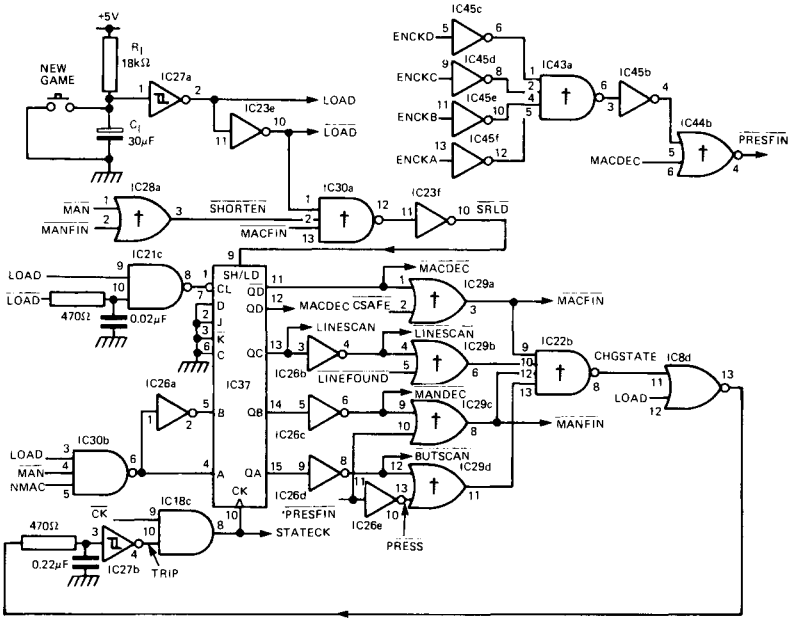 +5V
R1
18kΩ
NEW
GAME
IC27a
1
2
LOAD
C1
30μF
IC23e
11
10
LOAD
IC45c
ENCKD
5
6
IC45d
ENCKC
9
8
IC45e
ENCKB
11
10
IC45f
ENCKA
13
12
IC43a
1
2
4
5
†
6
3
IC45b
4
IC44b
MACDEC
5
6
†
4
PRESFIN
IC28a
MAN
1
MANFIN
2
†
3
SHORTEN
MACFIN
IC30a
1
2
13
†
12
11
IC23f
10
SRLD
IC21c
LOAD
9
LOAD
10
8
470Ω
0.02μF
9
SH/LD
1
CL
7
D
2
J
3
K
6
C
IC37
5
B
4
A
CK
10
QD
11
QD
12
QC
13
QB
14
QA
15
MACDEC
MACDEC
CSAFE
IC29a
1
2
†
3
MACFIN
LINESCAN
3
4
IC26b
LINESCAN
LINEFOUND
4
5
†
IC29b
6
5
6
IC26c
MANDEC
9
10
†
IC29c
8
MANFIN
9
8
IC26d
BUTSCAN
12
13
†
IC29d
11
PRESFIN
11
10
IC26e
PRESS
9
10
12
13
IC22b
8
CHGSTATE
IC8d
11
LOAD
12
13
IC26a
1
2
IC30b
LOAD
3
MAN
4
NMAC
5
6
IC18c
CK
9
10
8
STATECK
470Ω
0.22μF
3
4
IC27b
TRIP